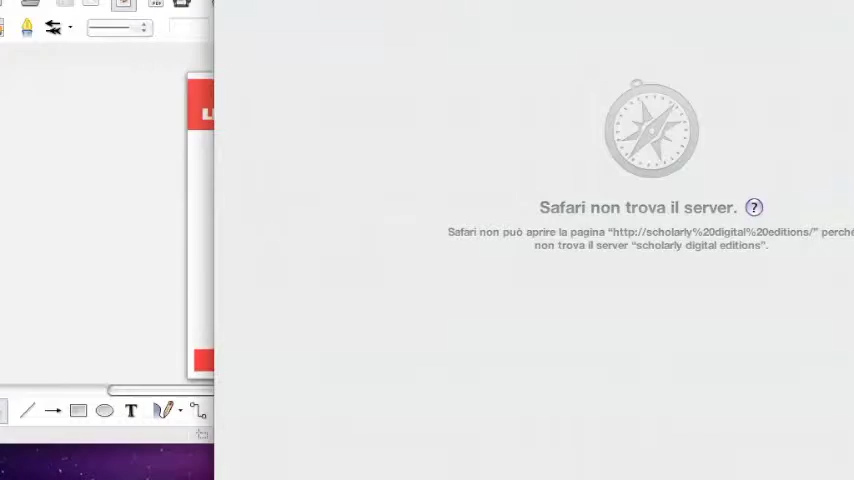 Safari non trova il server. ?
Safari non può aprire la pagina “http://scholarly%20digital%20editions/” perché
non trova il server “scholarly digital editions”.
T